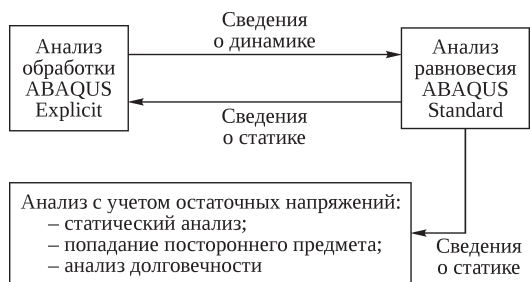 Сведения
о динамике
Анализ
обработки
ABAQUS
Explicit
Анализ
равновесия
ABAQUS
Standard
Сведения
о статике
Анализ с учетом остаточных напряжений:
– статический анализ;
– попадание постороннего предмета;
– анализ долговечности
Сведения
о статике